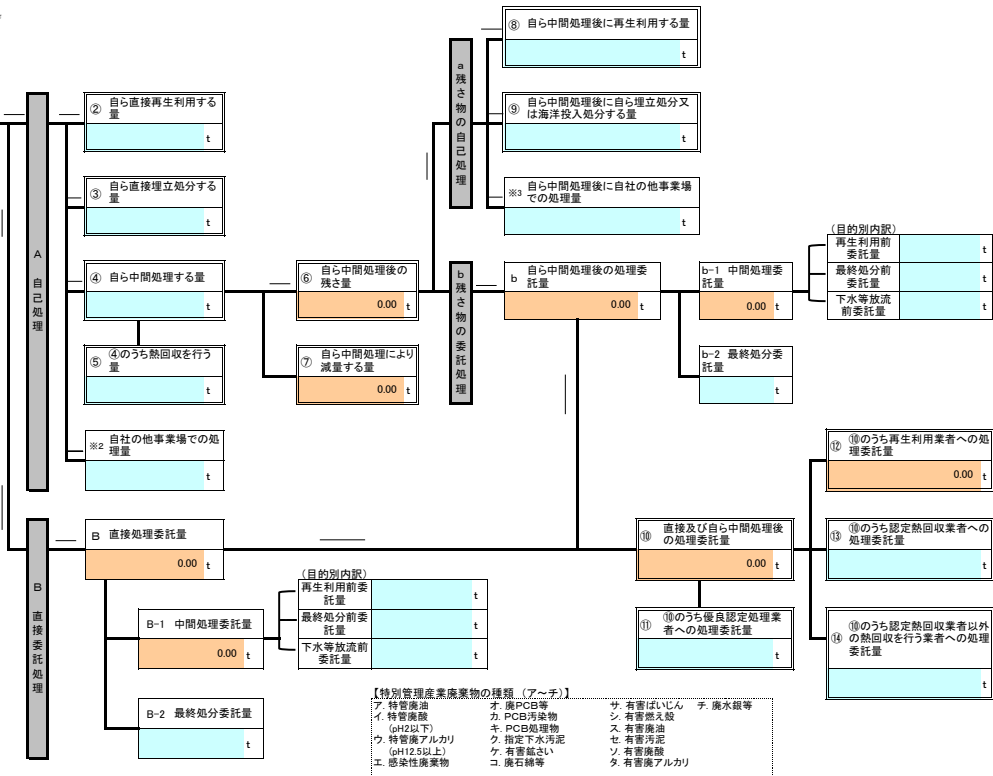 A 自己処理
② 自ら直接再生利用する
量
t
③ 自ら直接埋立処分する
量
t
④ 自ら中間処理する量
t
⑤ ④のうち熱回収を行う
量
t
※2 自社の他事業場での処
理量
t
⑥ 自ら中間処理後の
残さ量
0.00 t
⑦ 自ら中間処理により
減量する量
0.00 t
a 残さ物の自己処理
⑧ 自ら中間処理後に再生利用する量
t
⑨ 自ら中間処理後に自ら埋立処分又
は海洋投入処分する量
t
※3 自ら中間処理後に自社の他事業場
での処理量
t
b 残さ物の委託処理
b 自ら中間処理後の処理委
託量
0.00 t
b-1 中間処理委
託量
0.00 t
(目的別内訳)
再生利用前
委託量
t
最終処分前
委託量
t
下水等放流
前委託量
t
b-2 最終処分委
託量
t
B 直接委託処理
B 直接処理委託量
0.00 t
B-1 中間処理委託量
0.00 t
(目的別内訳)
再生利用前委
託量
t
最終処分前委
託量
t
下水等放流前
委託量
t
B-2 最終処分委託量
t
⑩ 直接及び自ら中間処理後
の処理委託量
0.00 t
⑪ ⑩のうち優良認定処理業
者への処理委託量
t
⑫ ⑩のうち再生利用業者への処
理委託量
0.00 t
⑬ ⑩のうち認定熱回収業者への
処理委託量
t
⑭ ⑩のうち認定熱回収業者以外
の熱回収を行う業者への処理
委託量
t
【特別管理産業廃棄物の種類 (ア～チ)】
ア. 特管廃油 オ. 廃PCB等 サ. 有害ばいじん チ. 廃水銀等
イ. 特管廃酸 カ. PCB汚染物 シ. 有害燃え殻
(pH2以下) キ. PCB処理物 ス. 有害廃油
ウ. 特管廃アルカリ ク. 指定下水汚泥 セ. 有害汚泥
(pH12.5以上) ケ. 有害鉱さい ソ. 有害廃酸
エ. 感染性廃棄物 コ. 廃石綿等 タ. 有害廃アルカリ